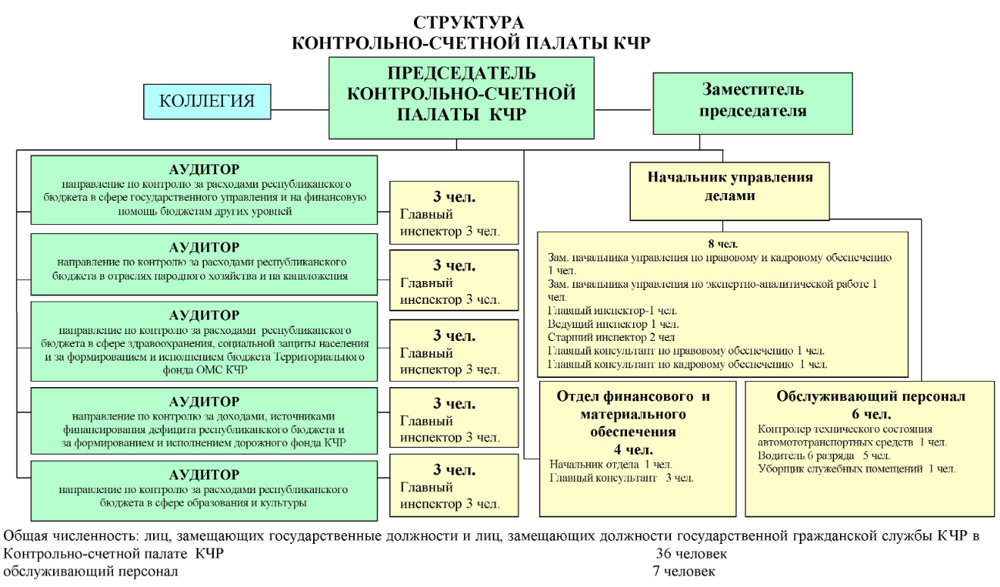 СТРУКТУРА
КОНТРОЛЬНО-СЧЕТНОЙ ПАЛАТЫ КЧР
КОЛЛЕГИЯ
ПРЕДСЕДАТЕЛЬ
КОНТРОЛЬНО-СЧЕТНОЙ
ПАЛАТЫ КЧР
Заместитель
председателя
АУДИТОР
направление по контролю за расходами республиканского
бюджета в сфере государственного управления и на финансовую
помощь бюджетам других уровней
3 чел.
Главный
инспектор 3 чел.
АУДИТОР
направление по контролю за расходами республиканского
бюджета в отраслях народного хозяйства и на капвложения
3 чел.
Главный
инспектор 3 чел.
АУДИТОР
направление по контролю за расходами республиканского
бюджета в сфере здравоохранения, социальной защиты населения
и за формированием и исполнением бюджета Территориального
фонда ОМС КЧР
3 чел.
Главный
инспектор 3 чел.
АУДИТОР
направление по контролю за доходами, источниками
финансирования дефицита республиканского бюджета и
за формированием и исполнением дорожного фонда КЧР
3 чел.
Главный
инспектор 3 чел.
АУДИТОР
направление по контролю за расходами республиканского
бюджета в сфере образования и культуры
3 чел.
Главный
инспектор 3 чел.
Начальник управления
делами
8 чел.
Зам. начальника управления по правовому и кадровому обеспечению
1 чел.
Зам. начальника управления по экспертно-аналитической работе 1
чел.
Главный инспектор-1 чел.
Ведущий инспектор 1 чел.
Старший инспектор 2 чел
Главный консультант по правовому обеспечению 1 чел.
Главный консультант по кадровому обеспечению 1 чел.
Отдел финансового и
материального
обеспечения
4 чел.
Начальник отдела 1 чел.
Главный консультант 3 чел.
Обслуживающий персонал
6 чел.
Контролер технического состояния
автомототранспортных средств 1 чел.
Водитель 6 разряда 5 чел.
Уборщик служебных помещений 1 чел.
Общая численность: лиц, замещающих государственные должности и лиц, замещающих должности государственной гражданской службы КЧР в
Контрольно-счетной палате КЧР 36 человек
обслуживающий персонал 7 человек